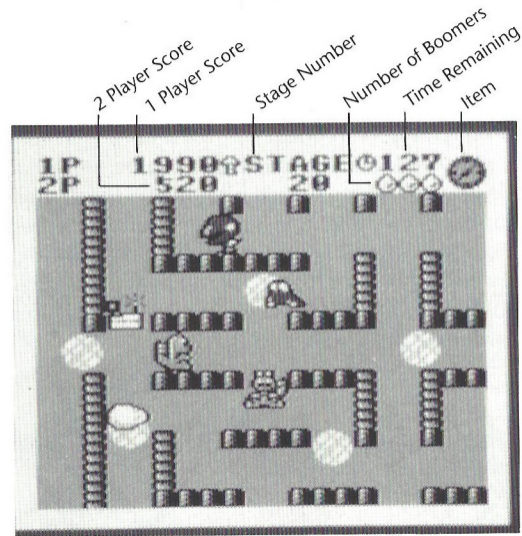 2 Player Score
1 Player Score
Stage Number
Number of Boomers
Time Remaining
Item
1P 1990 STAGE 127
2P 520 20